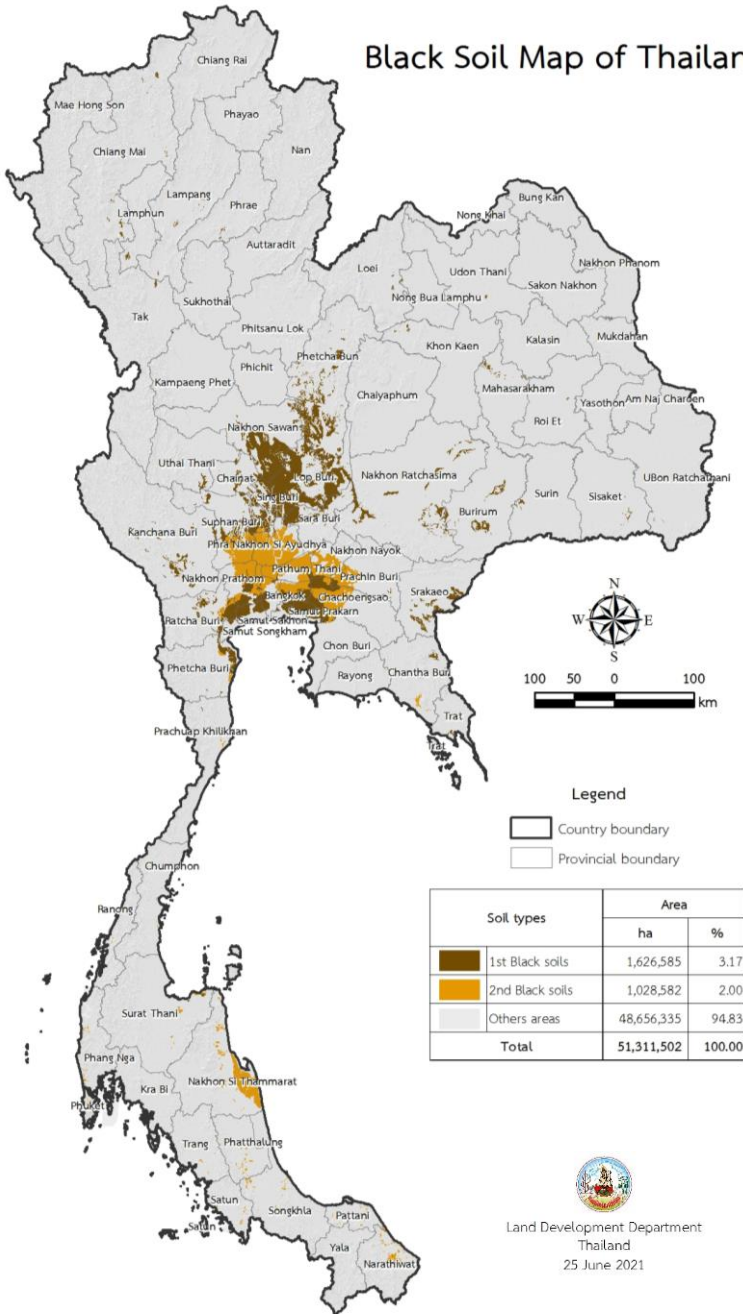 Black Soil Map of Thailan
Chiang Rai
Mae Hong Son
Phayao
Chiang Mai
Nan
Lampang
Phrae
Lamphun
Auttaradit
Bung Kan
Nong Khai
Loei
Udon Thani
Nakhon Phanom
Sakon Nakhon
Nong Bua Lamphu
Sukhothai
Tak
Phitsanu Lok
Phetcha Bun
Khon Kaen
Kalasin
Mukdahan
Phichit
Kampaeng Phet
Chaiyaphum
Mahasarakham
Yasothon
Am Naj Charoen
Roi Et
Nakhon Sawan
Uthai Thani
Chainat
Lop Buri
Nakhon Ratchasima
UBon Ratchathani
Sing Buri
Surin
Sisaket
Burirum
Suphan Buri
Sara Buri
Kanchana Buri
Phra Nakhon Si Ayudhya
Nakhon Nayok
Pathum Thani
Nakhon Prathom
Prachin Buri
Bangkok
Chachoengsao
Srakaeo
Samut Prakarn
Ratcha Buri
Samut Sakhon
Samut Songkham
Chon Buri
Phetcha Buri
Rayong
Chantha Buri
Trat
Trat
Prachuap Khilikhan
N
W
E
S
100 50 0 100
km
Legend
Country boundary
Provincial boundary
Soil types
Area
ha %
1st Black soils 1,626,585 3.17
2nd Black soils 1,028,582 2.00
Others areas 48,656,335 94.83
Total 51,311,502 100.00
Chumphon
Ranong
Surat Thani
Phang Nga
Nakhon Si Thammarat
Kra Bi
Phuket
Trang
Phatthalung
Satun
Songkhla
Pattani
Satun
Yala
Narathiwat
Land Development Department
Thailand
25 June 2021